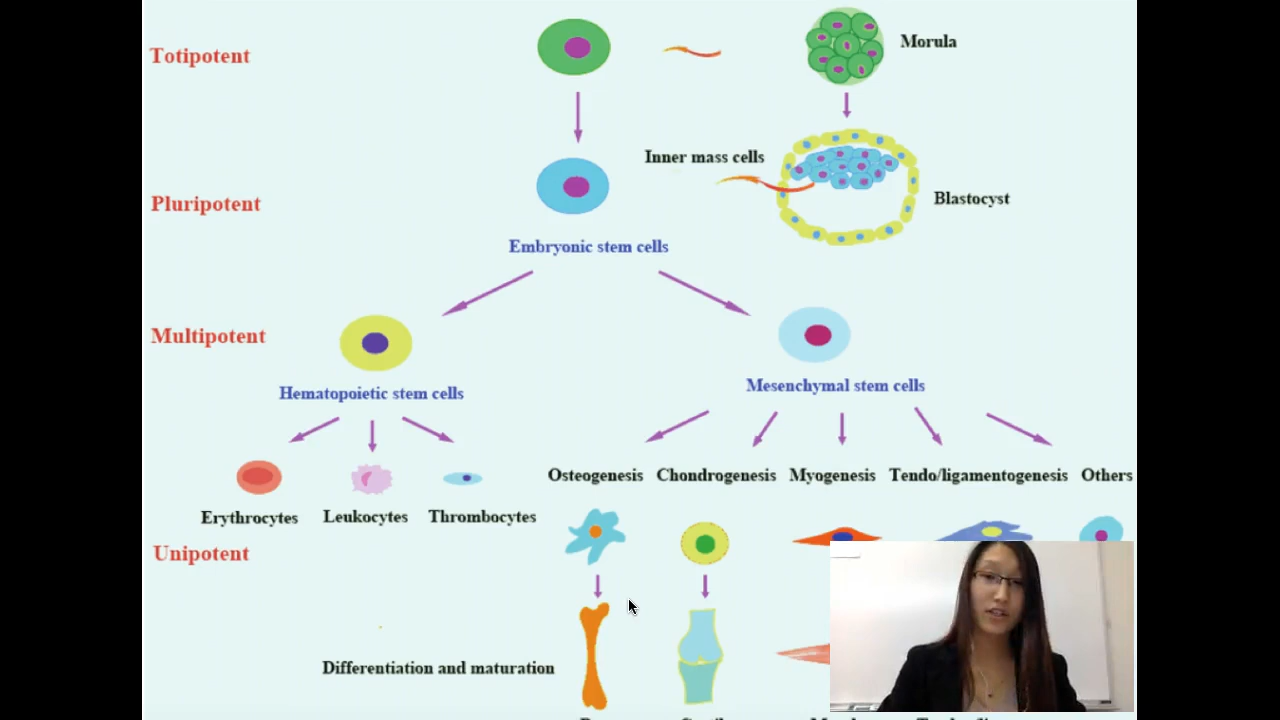 Totipotent
Morula
Inner mass cells
Pluripotent
Blastocyst
Embryonic stem cells
Multipotent
Hematopoietic stem cells
Mesenchymal stem cells
Osteogenesis Chondrogenesis Myogenesis Tendo/ligamentogenesis Others
Erythrocytes Leukocytes Thrombocytes
Unipotent
Differentiation and maturation